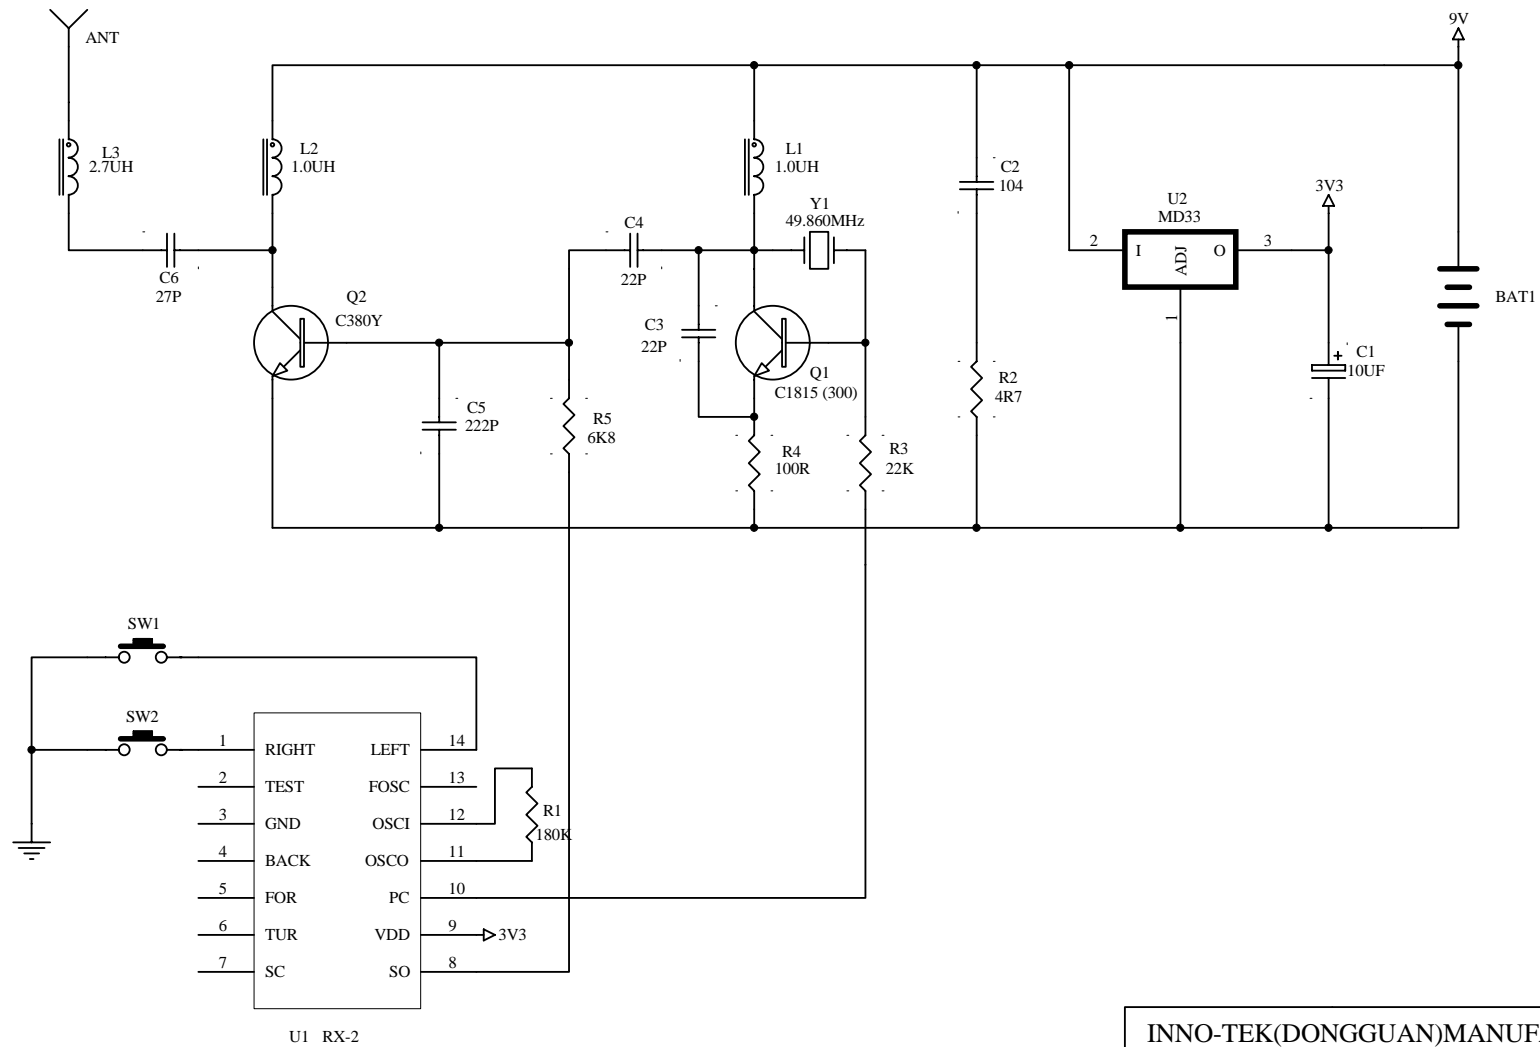 ANT
9V
L3
2.7UH
L2
1.0UH
L1
1.0UH
C2
104
Y1
49.860MHz
U2
MD33
3V3
C4
22P
2
I
ADJ
O
3
1
C6
27P
Q2
C380Y
C3
22P
Q1
C1815 (300)
R2
4R7
+
C1
10UF
BAT1
C5
222P
R5
6K8
R4
100R
R3
22K
SW1
SW2
1 RIGHT LEFT 14
2 TEST FOSC 13
3 GND OSCI 12
4 BACK OSCO 11
5 FOR PC 10
6 TUR VDD 9 3V3
7 SC SO 8
R1
180K
U1 RX-2
INNO-TEK(DONGGUAN)MANUF